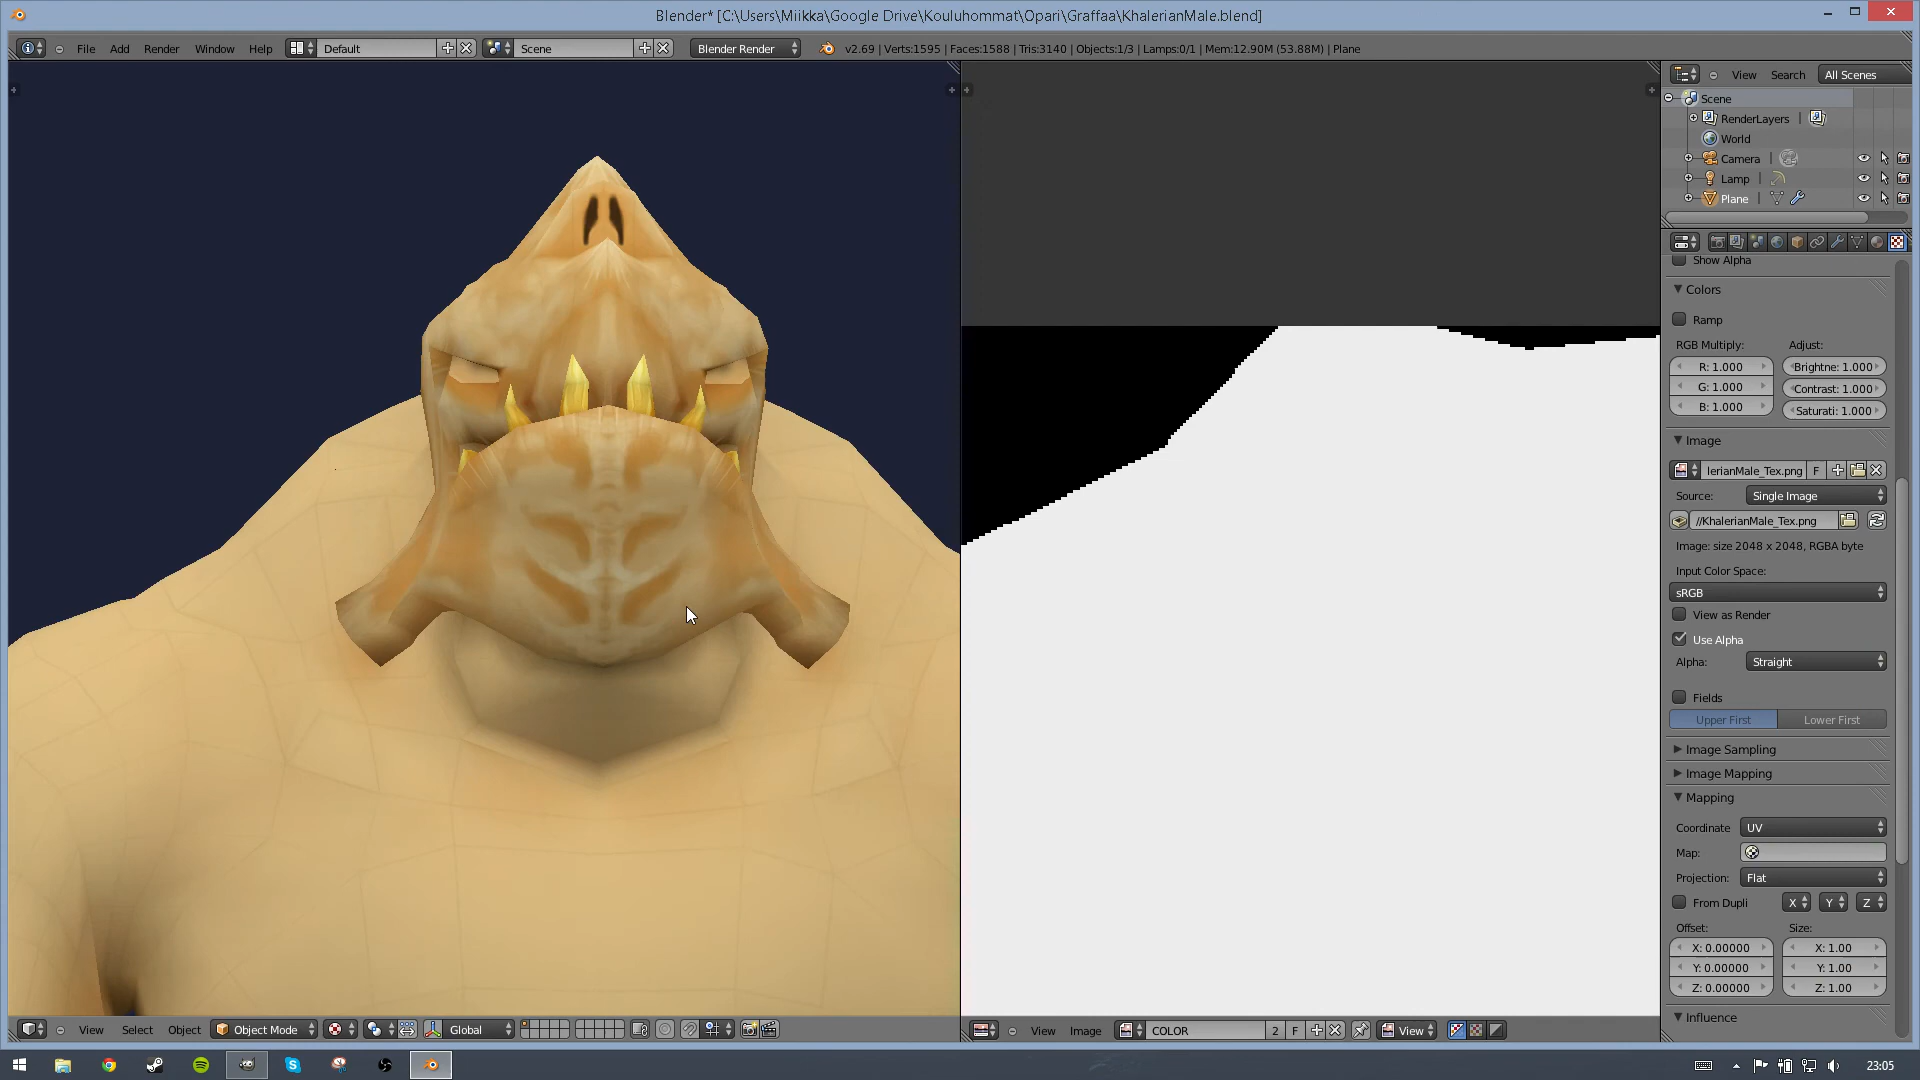 Blender* [C:\Users\Miikka\Google Drive\Kouluhommat\Opari\Graffaa\KhalerianMale.blend]
File Add Render Window Help Default Scene Blender Render v2.69 | Verts:1595 | Faces:1588 | Tris:3140 | Objects:1/3 | Lamps:0/1 | Mem:12.90M (53.88M) | Plane
View Search All Scenes
Scene
RenderLayers
World
Camera
Lamp
Plane
Show Alpha
Colors
Ramp
RGB Multiply: Adjust:
R: 1.000 Brightne: 1.000
G: 1.000 Contrast: 1.000
B: 1.000 Saturati: 1.000
Image
lerianMale_Tex.png F
Source: Single Image
//KhalerianMale_Tex.png
Image: size 2048 x 2048, RGBA byte
Input Color Space:
sRGB
View as Render
Use Alpha
Alpha: Straight
Fields
Upper First Lower First
Image Sampling
Image Mapping
Mapping
Coordinate UV
Map:
Projection: Flat
From Dupli X Y Z
Offset: Size:
X: 0.00000 X: 1.00
Y: 0.00000 Y: 1.00
Z: 0.00000 Z: 1.00
Influence
View Select Object Object Mode Global
View Image COLOR 2 F View
23:05